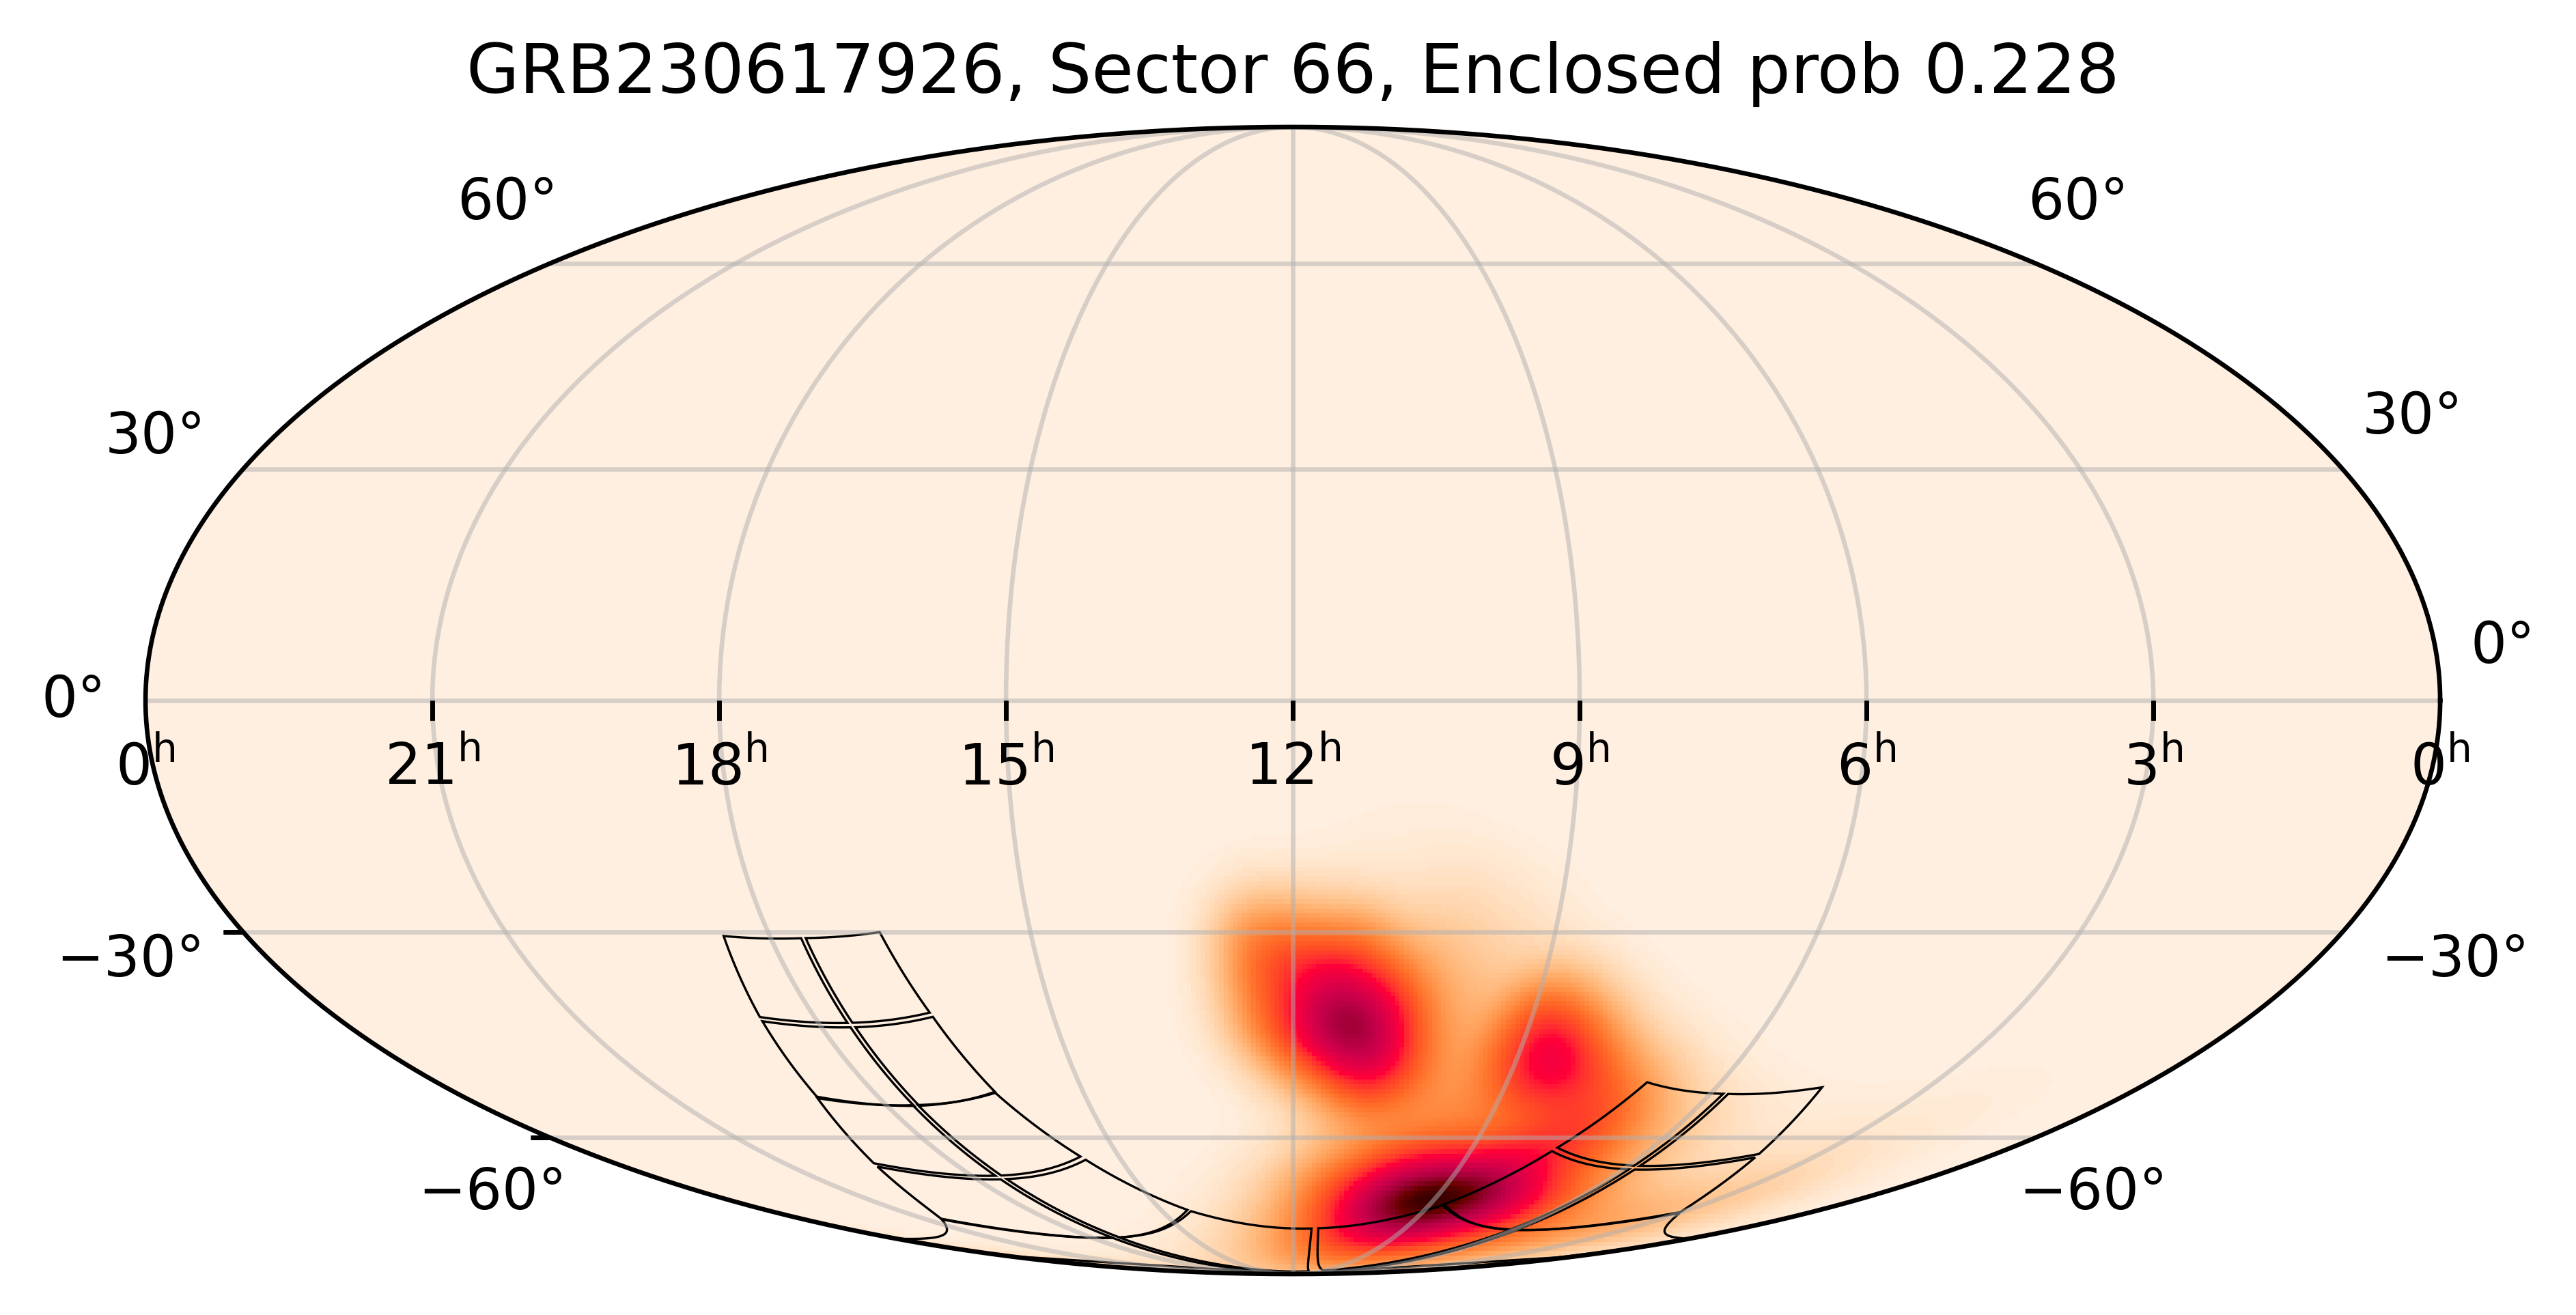 GRB230617926, Sector 66, Enclosed prob 0.228
60° 60°
30° 30°
0° 0°
0h 21h 18h 15h 12h 9h 6h 3h 0h
−30° −30°
−60° −60°